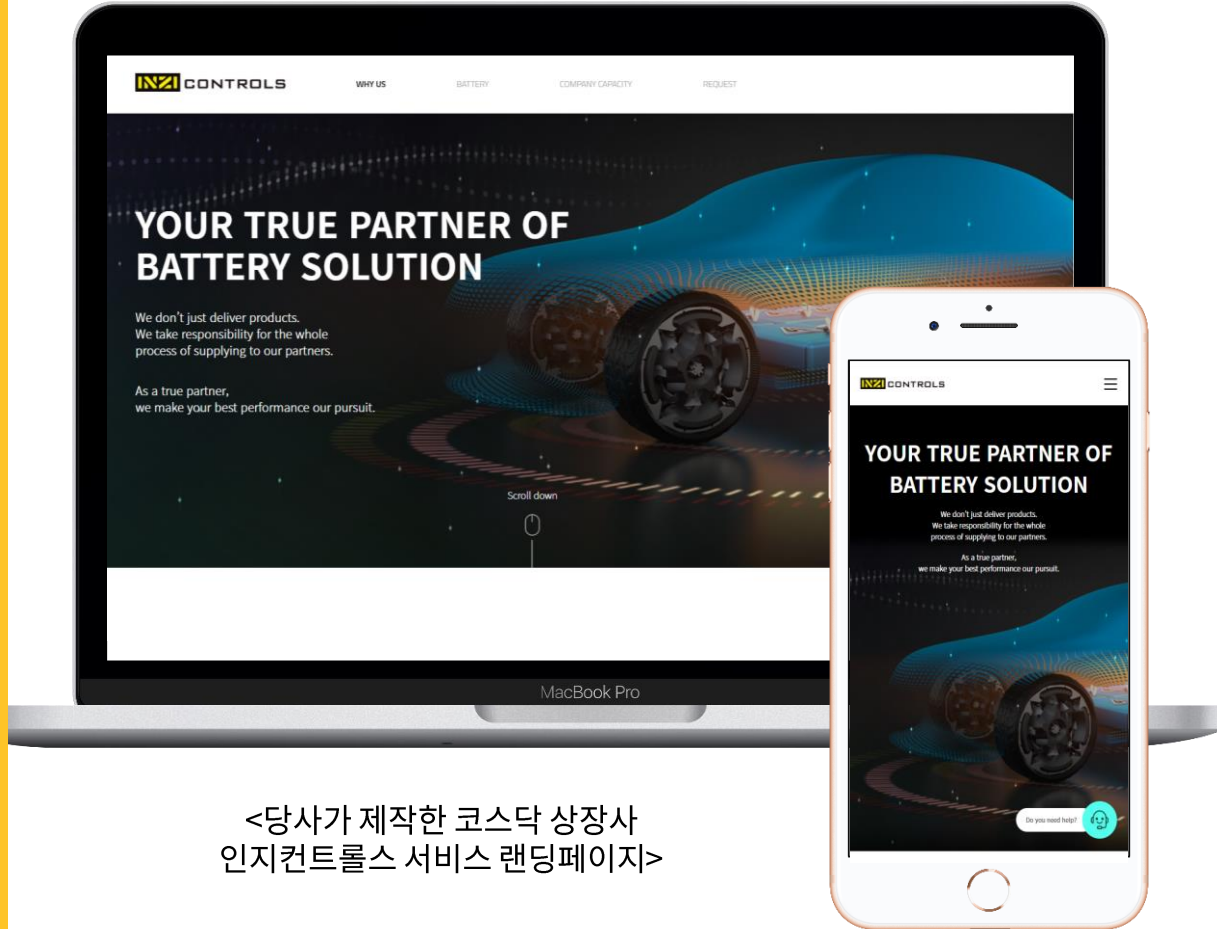 INZI CONTROLS
WHY US
BATTERY
COMPANY CAPACITY
REQUEST
YOUR TRUE PARTNER OF
BATTERY SOLUTION
We don't just deliver products.
We take responsibility for the whole
process of supplying to our partners.
As a true partner,
we make your best performance our pursuit.
Scroll down
MacBook Pro
INZI CONTROLS
YOUR TRUE PARTNER OF
BATTERY SOLUTION
We don't just deliver products.
We take responsibility for the whole
process of supplying to our partners.
As a true partner,
we make your best performance our pursuit.
Do you need help?
<당사가 제작한 코스닥 상장사
인지컨트롤스 서비스 랜딩페이지>